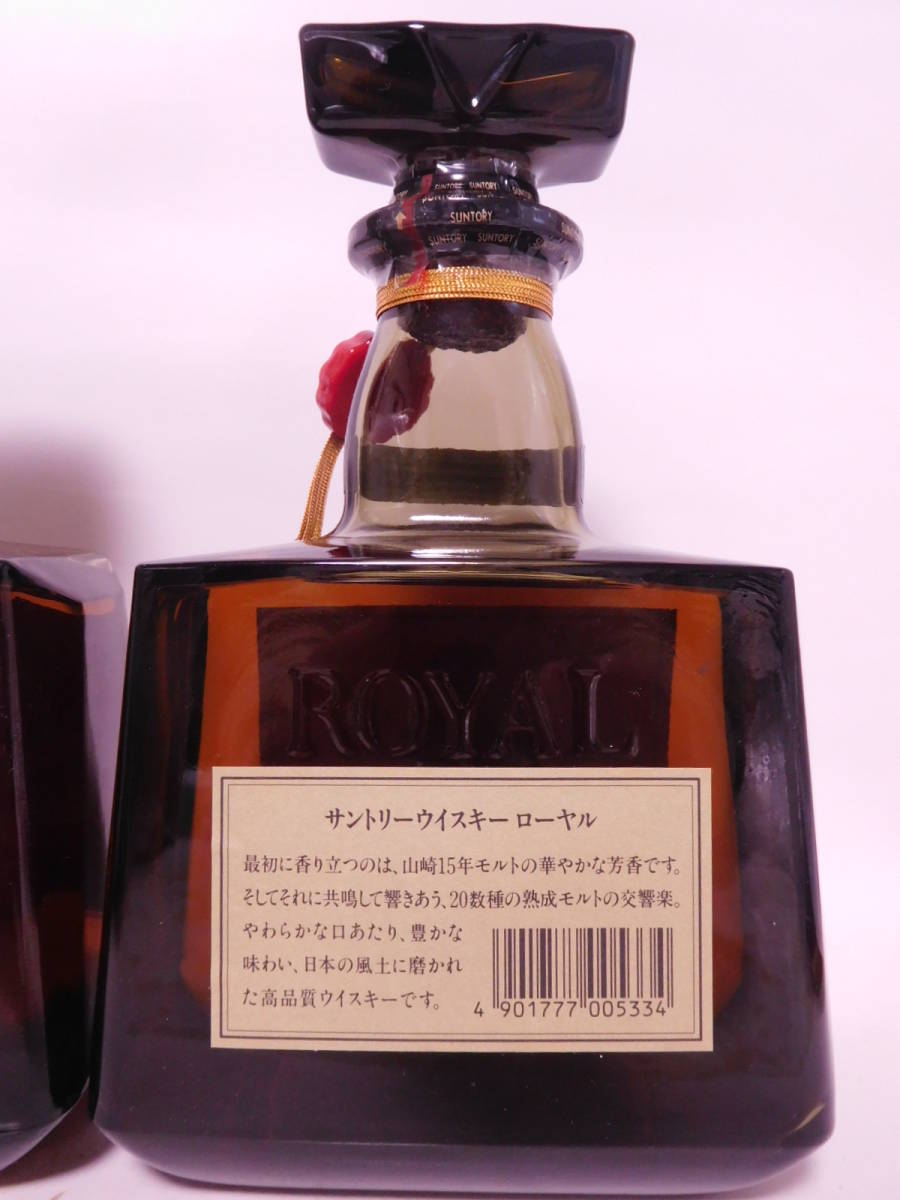 SUNTORY SUNTORY
SUNTORY
SUNTORY SUNTORY
ROYAL
サントリーウイスキー ローヤル
最初に香り立つのは、山崎15年モルトの華やかな芳香です。
そしてそれに共鳴して響きあう、20数種の熟成モルトの交響楽。
やわらかな口あたり、豊かな
味わい、日本の風土に磨かれ
た高品質ウイスキーです。
4 901777 005334